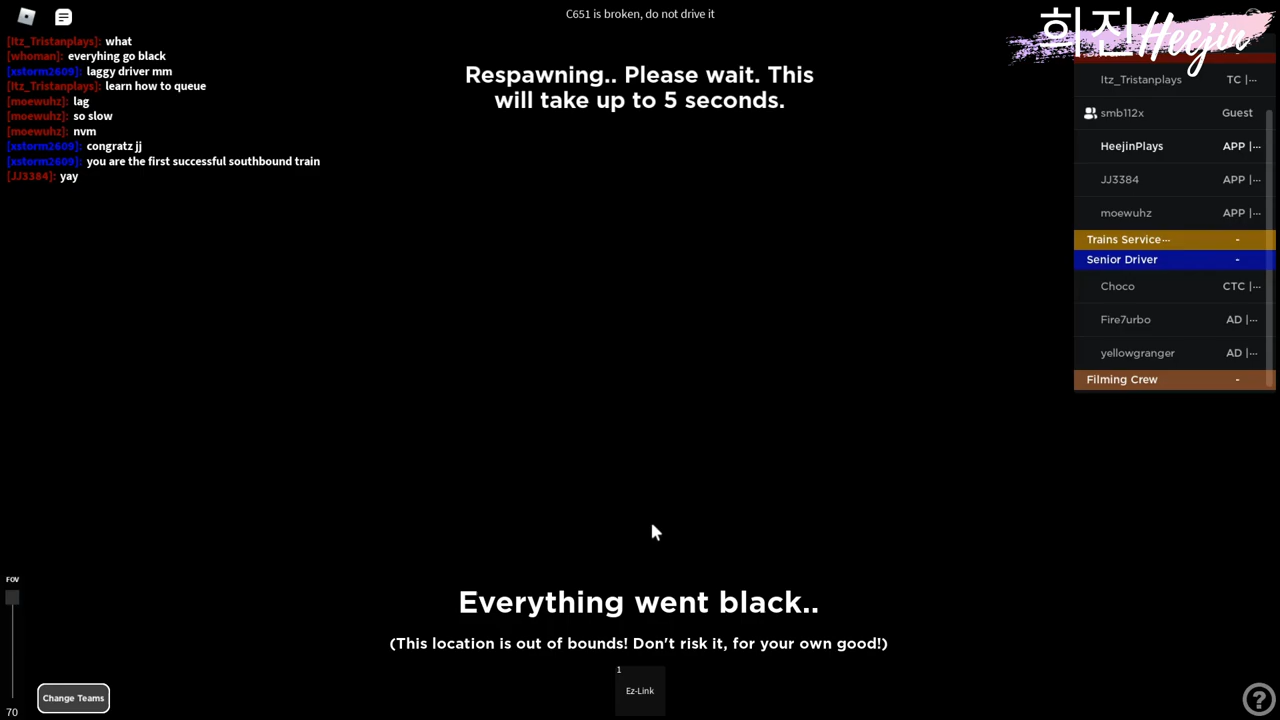 C651 is broken, do not drive it
희진 Heejin
[Itz_Tristanplays]: what
[whoman]: everyhing go black
[xstorm2609]: laggy driver mm
[Itz_Tristanplays]: learn how to queue
[moewuhz]: lag
[moewuhz]: so slow
[moewuhz]: nvm
[xstorm2609]: congratz jj
[xstorm2609]: you are the first successful southbound train
[JJ3384]: yay
Respawning.. Please wait. This
will take up to 5 seconds.
Itz_Tristanplays TC |...
smb112x Guest
HeejinPlays APP |...
JJ3384 APP |...
moewuhz APP |...
Trains Service... -
Senior Driver -
Choco CTC |...
Fire7urbo AD |...
yellowgranger AD |...
Filming Crew -
FOV
70
Everything went black..
(This location is out of bounds! Don't risk it, for your own good!)
1
Ez-Link
Change Teams
?